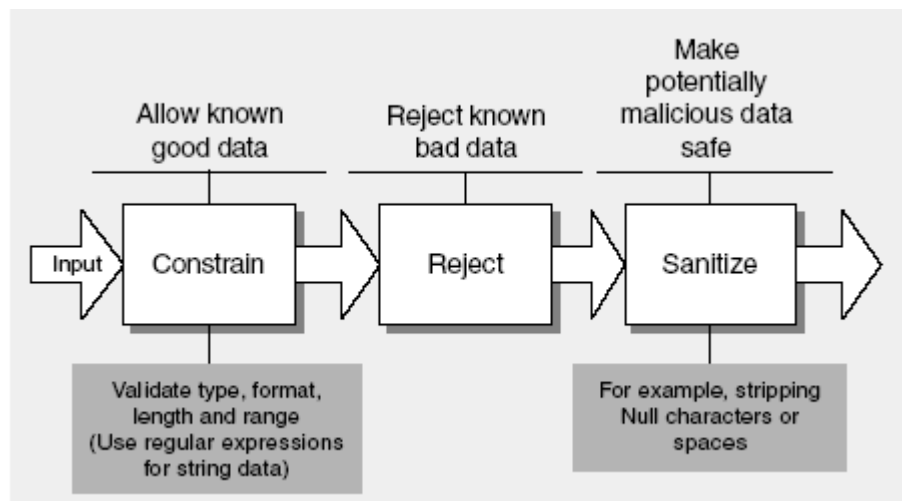 Allow known
good data
Reject known
bad data
Make
potentially
malicious data
safe
Input
Constrain
Reject
Sanitize
Validate type, format,
length and range
(Use regular expressions
for string data)
For example, stripping
Null characters or
spaces